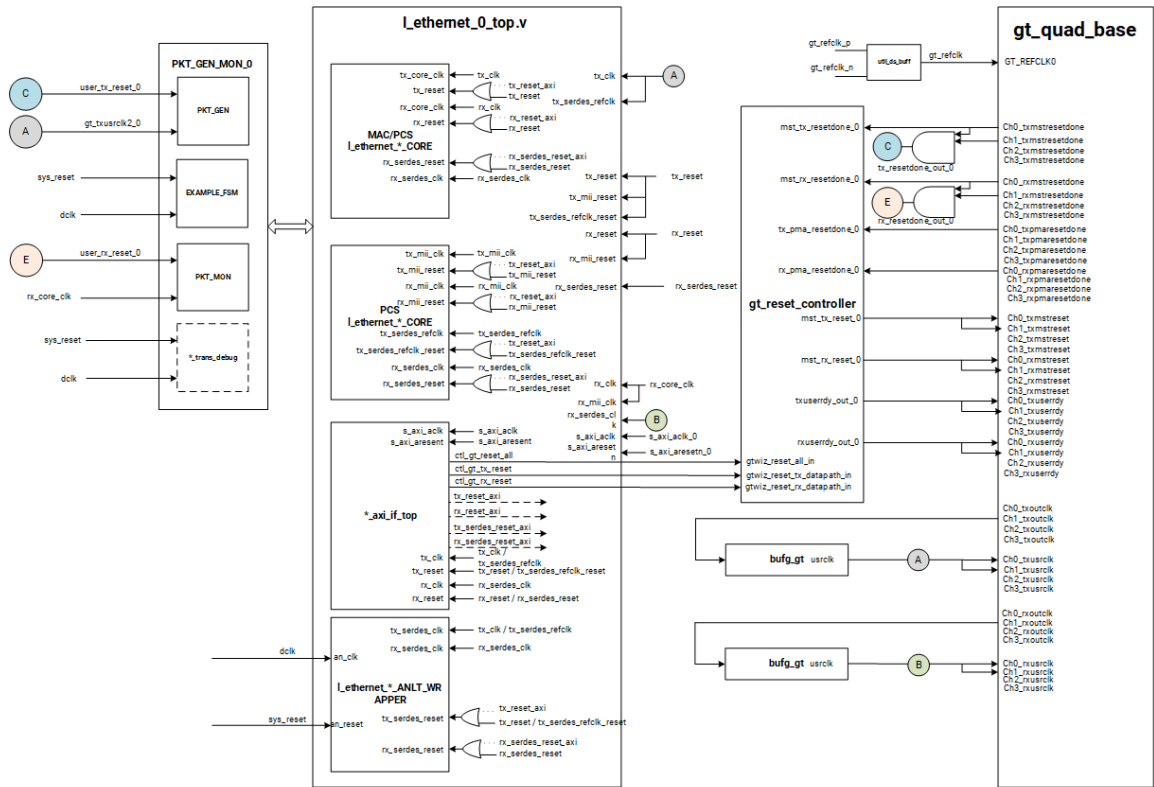 l_ethernet_0_top.v
gt_quad_base
PKT_GEN_MON_0
C
user_tx_reset_0
PKT_GEN
A
gt_txusrclk2_0
sys_reset
EXAMPLE_FSM
dclk
E
user_rx_reset_0
PKT_MON
rx_core_clk
sys_reset
*_trans_debug
dclk
tx_core_clk
tx_clk
tx_reset
tx_reset_axi
tx_reset
rx_core_clk
rx_clk
rx_reset
rx_reset_axi
rx_reset
MAC/PCS
l_ethernet_*_CORE
rx_serdes_reset
rx_serdes_reset_axi
rx_serdes_reset
rx_serdes_clk
rx_serdes_clk
tx_clk
A
tx_serdes_refclk
tx_reset
tx_reset
tx_mii_reset
tx_serdes_refclk_reset
rx_reset
rx_reset
rx_mii_reset
rx_serdes_reset
rx_serdes_reset
tx_mii_clk
tx_mii_clk
tx_mii_reset
tx_reset_axi
tx_mii_reset
rx_mii_clk
rx_mii_clk
rx_mii_reset
rx_reset_axi
rx_mii_reset
PCS
l_ethernet_*_CORE
tx_serdes_refclk
tx_serdes_refclk
tx_serdes_refclk_reset
tx_reset_axi
tx_serdes_refclk_reset
rx_serdes_clk
rx_serdes_clk
rx_serdes_reset
rx_serdes_reset_axi
rx_serdes_reset
rx_clk
rx_core_clk
rx_mii_clk
rx_serdes_cl
k
B
s_axi_aclk
s_axi_aclk_0
s_axi_areset
n
s_axi_aresetn_0
s_axi_aclk
s_axi_aclk
s_axi_aresent
s_axi_aresent
ctl_gt_reset_all
ctl_gt_tx_reset
ctl_gt_rx_reset
tx_reset_axi
rx_reset_axi
*_axi_if_top
tx_serdes_reset_axi
rx_serdes_reset_axi
tx_clk
tx_clk /
tx_serdes_refclk
tx_reset
tx_reset / tx_serdes_refclk_reset
rx_clk
rx_serdes_clk
rx_reset
rx_reset / rx_serdes_reset
tx_serdes_clk
tx_clk / tx_serdes_refclk
rx_serdes_clk
rx_serdes_clk
dclk
an_clk
l_ethernet_*_ANLT_WR
APPER
sys_reset
an_reset
tx_serdes_reset
tx_reset_axi
tx_reset / tx_serdes_refclk_reset
rx_serdes_reset
rx_serdes_reset_axi
rx_serdes_reset
gt_refclk_p
gt_refclk_n
util_ds_buff
gt_refclk
GT_REFCLK0
mst_tx_resetdone_0
C
tx_resetdone_out_0
Ch0_txmstresetdone
Ch1_txmstresetdone
Ch2_txmstresetdone
Ch3_txmstresetdone
mst_rx_resetdone_0
E
rx_resetdone_out_0
Ch0_rxmstresetdone
Ch1_rxmstresetdone
Ch2_rxmstresetdone
Ch3_rxmstresetdone
tx_pma_resetdone_0
Ch0_txpmaresetdone
Ch1_txpmaresetdone
Ch2_txpmaresetdone
Ch3_txpmaresetdone
rx_pma_resetdone_0
Ch0_rxpmaresetdone
Ch1_rxpmaresetdone
Ch2_rxpmaresetdone
Ch3_rxpmaresetdone
gt_reset_controller
mst_tx_reset_0
Ch0_txmstreset
Ch1_txmstreset
Ch2_txmstreset
Ch3_txmstreset
mst_rx_reset_0
Ch0_rxmstreset
Ch1_rxmstreset
Ch2_rxmstreset
Ch3_rxmstreset
txuserrdy_out_0
Ch0_txuserrdy
Ch1_txuserrdy
Ch2_txuserrdy
Ch3_txuserrdy
rxuserrdy_out_0
Ch0_rxuserrdy
Ch1_rxuserrdy
Ch2_rxuserrdy
Ch3_rxuserrdy
gtwiz_reset_all_in
gtwiz_reset_tx_datapath_in
gtwiz_reset_rx_datapath_in
Ch0_txoutclk
Ch1_txoutclk
Ch2_txoutclk
Ch3_txoutclk
bufg_gt usrclk
A
Ch0_txusrclk
Ch1_txusrclk
Ch2_txusrclk
Ch3_txusrclk
Ch0_rxoutclk
Ch1_rxoutclk
Ch2_rxoutclk
Ch3_rxoutclk
bufg_gt usrclk
B
Ch0_rxusrclk
Ch1_rxusrclk
Ch2_rxusrclk
Ch3_rxusrclk